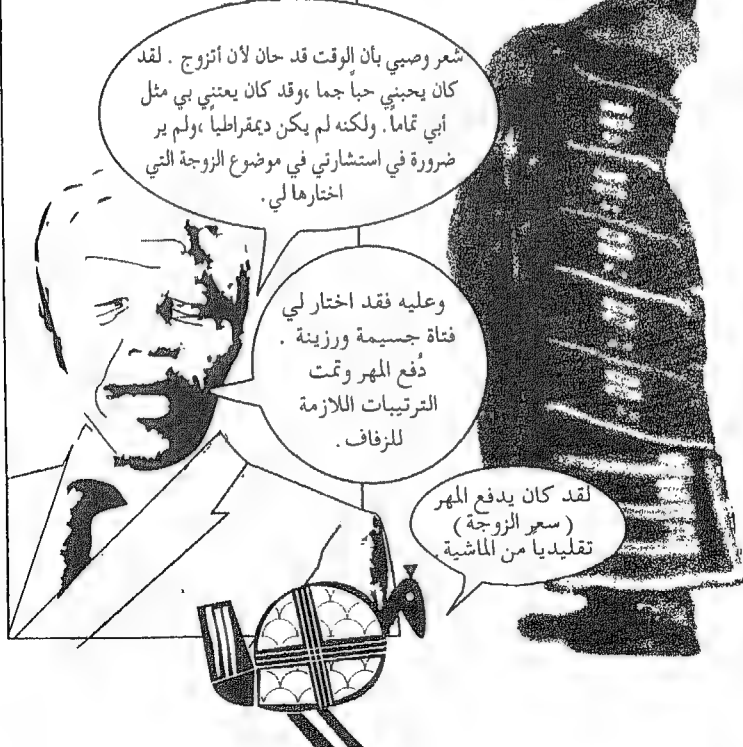 شعر وصيي بأن الوقت قد حان لأن أتزوج . لقد
كان يحبني حباً جما ،وقد كان يعتني بي مثل
أبي تماماً . ولكنه لم يكن ديمقراطياً ،ولم ير
ضرورة في استشارتي في موضوع الزوجة التي
اختارها لي .
وعليه فقد اختار لي
فتاة جسيمة ورزينة .
دُفع المهر وتمت
الترتيبات اللازمة
للزفاف .
لقد كان يدفع المهر
( سعر الزوجة )
تقليدياً من الماشية